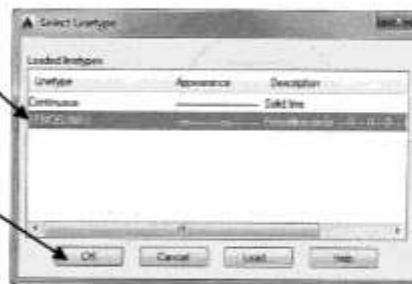 Select Linetype
Loaded linetypes
Linetype Appearance Description
Continuous Solid line
OK Cancel Load... Help